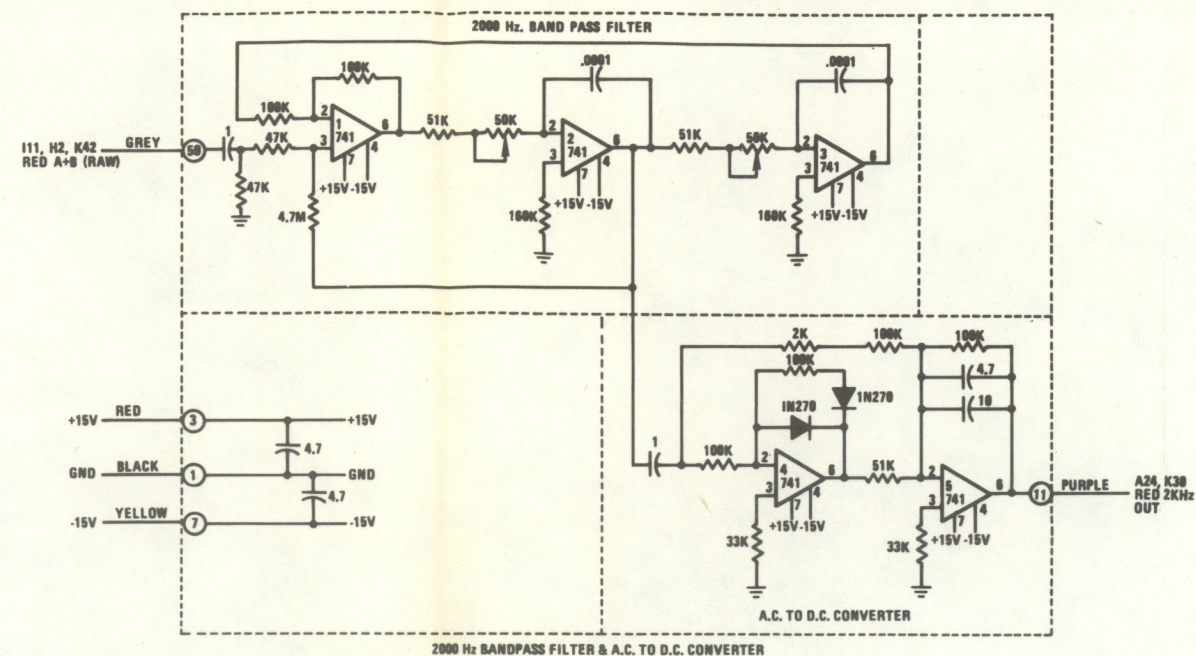 2000 Hz. BAND PASS FILTER
100K
.0001
.0001
100K
51K
50K
51K
50K
I11, H2, K42
RED A+B (RAW)
GREY
50
1
47K
2
3
1
741
6
7
4
+15V -15V
2
3
2
741
6
7
4
+15V -15V
2
3
3
741
6
7
4
+15V -15V
47K
4.7M
160K
160K
2K
100K
100K
100K
1N270
IN270
4.7
10
+15V
RED
3
+15V
4.7
GND
BLACK
1
GND
4.7
-15V
YELLOW
7
-15V
1
100K
2
3
4
741
6
7
4
+15V -15V
51K
2
3
5
741
6
7
4
+15V -15V
33K
33K
11
PURPLE
A24, K30
RED 2KHz
OUT
A.C. TO D.C. CONVERTER
2000 Hz BANDPASS FILTER & A.C. TO D.C. CONVERTER